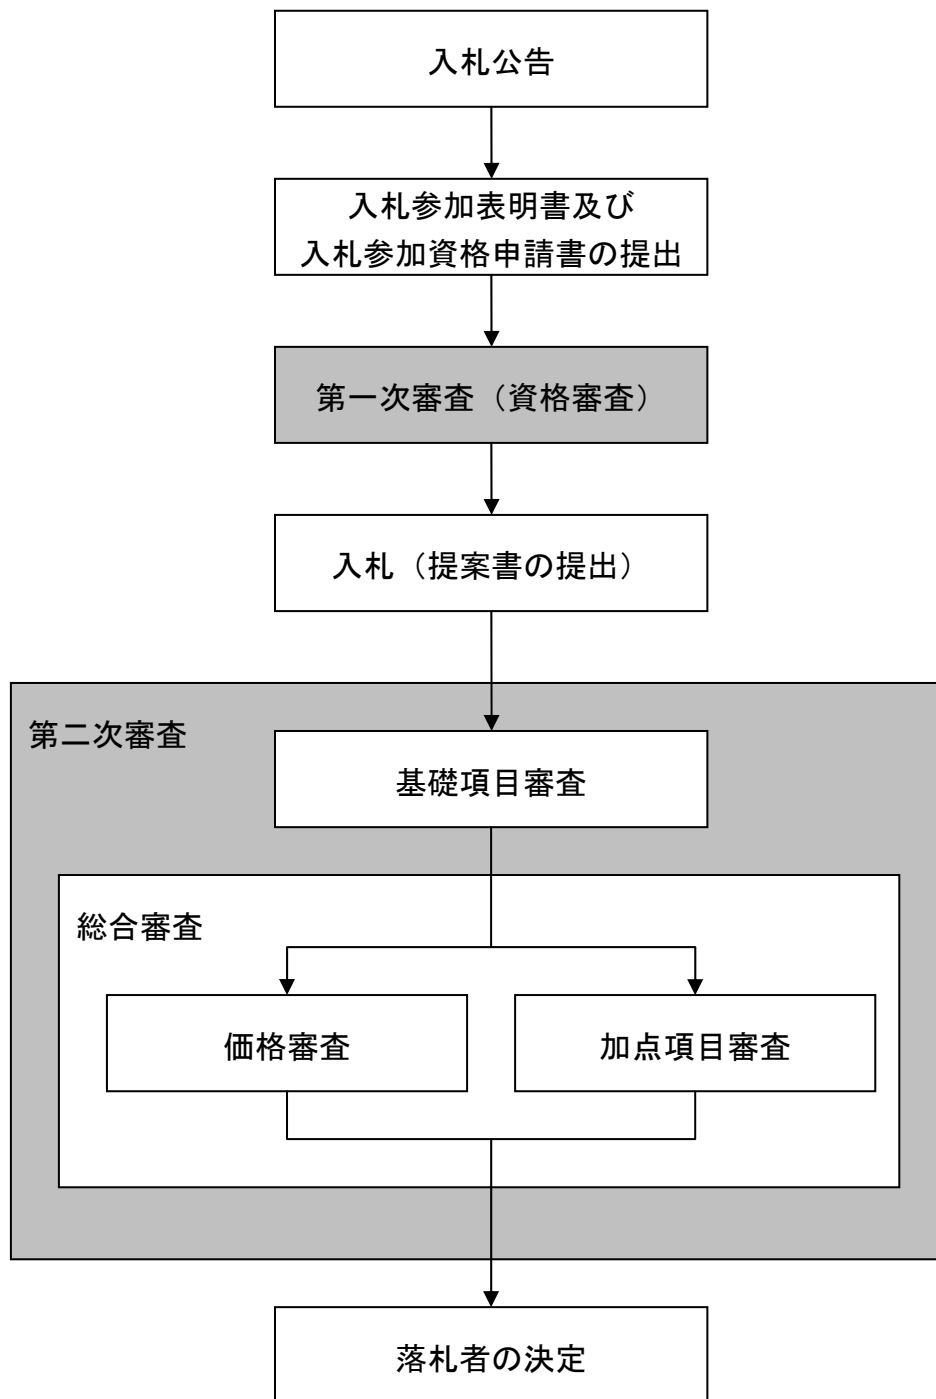 入札公告
入札参加表明書及び
入札参加資格申請書の提出
第一次審査（資格審査）
入札（提案書の提出）
第二次審査
基礎項目審査
総合審査
価格審査
加点項目審査
落札者の決定